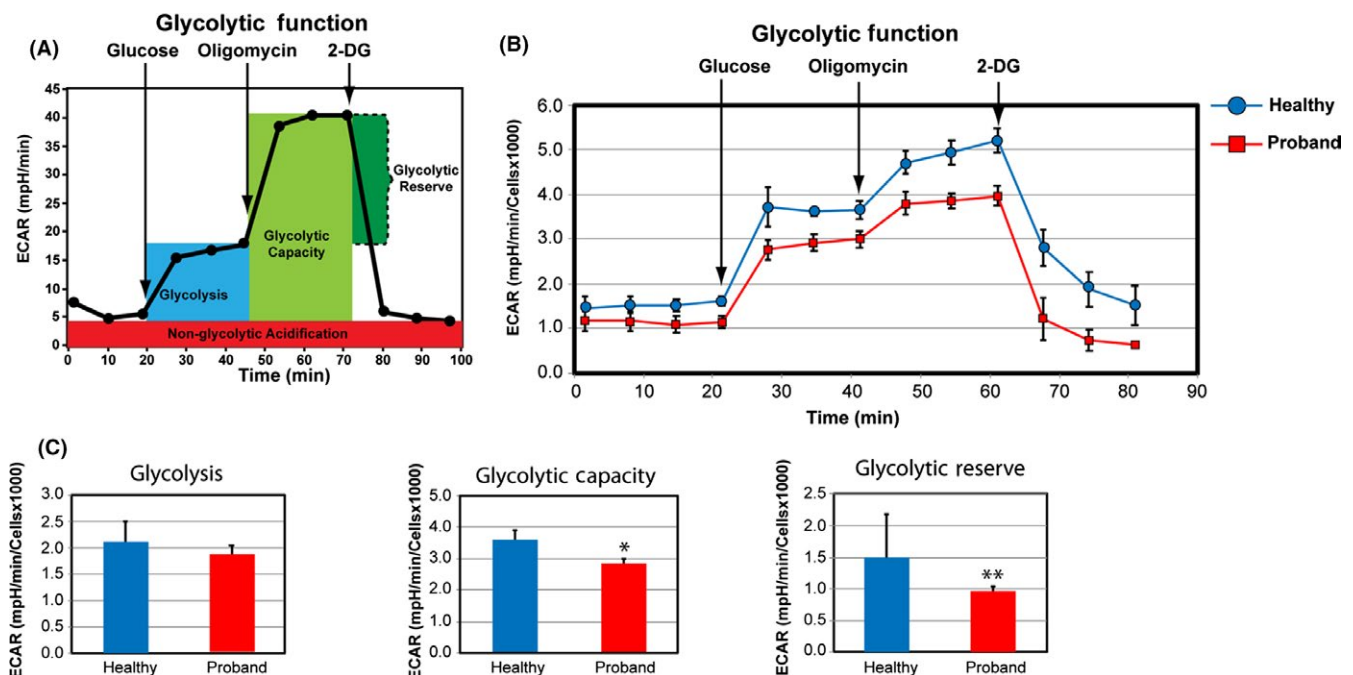 Glycolytic function
(A)
Glucose Oligomycin 2-DG
ECAR (mpH/min)
45
40
35
30
25
20
15
10
5
0
Glycolysis
Glycolytic
Capacity
Glycolytic
Reserve
Non-glycolytic Acidification
0 10 20 30 40 50 60 70 80 90 100
Time (min)
(B)
Glycolytic function
Glucose Oligomycin 2-DG
ECAR (mpH/min/Cellsx1000)
6.0
5.0
4.0
3.0
2.0
1.0
0.0
0 10 20 30 40 50 60 70 80 90
Time (min)
Healthy
Proband
(C)
Glycolysis
ECAR (mpH/min/Cellsx1000)
3.0
2.5
2.0
1.5
1.0
0.5
0.0
Healthy Proband
Glycolytic capacity
ECAR (mpH/min/Cellsx1000)
5.0
4.0
3.0
2.0
1.0
0.0
*
Healthy Proband
Glycolytic reserve
ECAR (mpH/min/Cellsx1000)
2.5
2.0
1.5
1.0
0.5
0.0
**
Healthy Proband